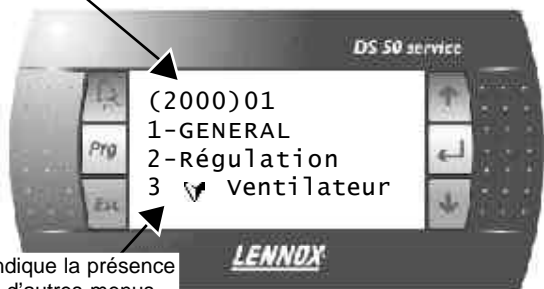 DS 50 service
(2000)01
1-GENERAL
2-Régulation
3 Ventilateur
Prg
Esc
LENNOX
ndique la présence
d'autres menus